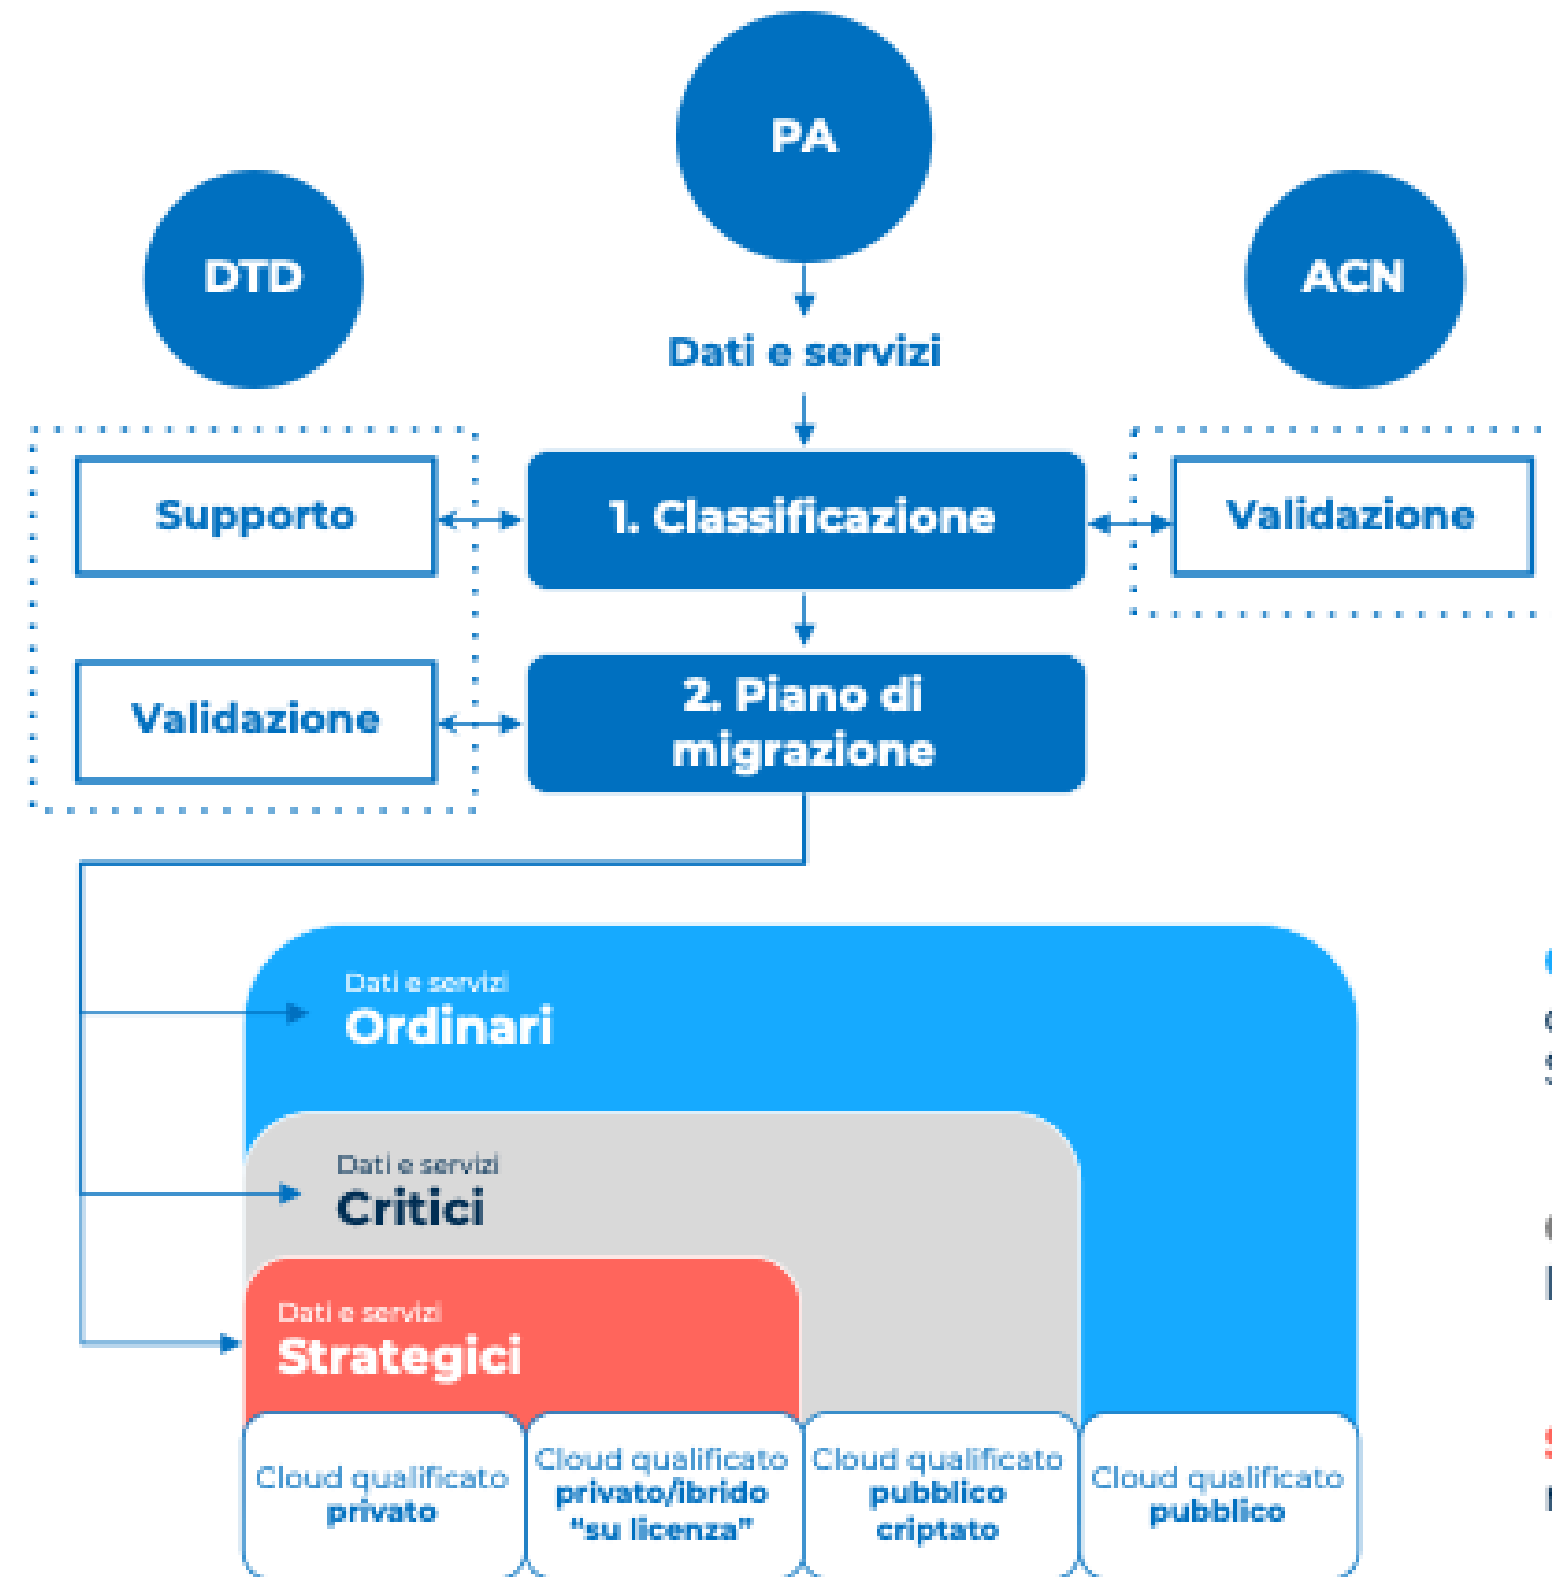 PA
DTD
ACN
Dati e servizi
Supporto
1. Classificazione
Validazione
Validazione
2. Piano di
migrazione
Dati e servizi
Ordinari
Dati e servizi
Critici
Dati e servizi
Strategici
Cloud qualificato
privato
Cloud qualificato
privato/ibrido
“su licenza”
Cloud qualificato
pubblico
criptato
Cloud qualificato
pubblico